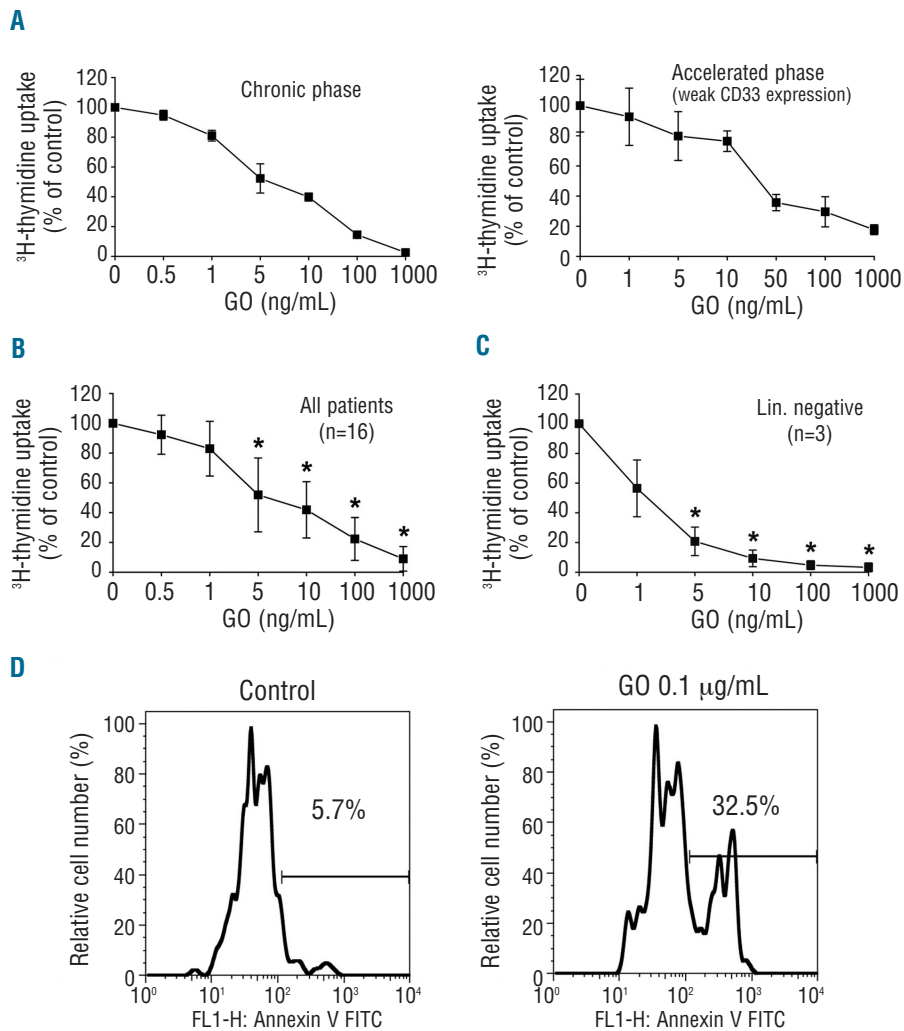 A
³H-thymidine uptake
(% of control)
120
100
80
60
40
20
0
Chronic phase
0 0.5 1 5 10 100 1000
GO (ng/mL)
³H-thymidine uptake
(% of control)
120
100
80
60
40
20
0
Accelerated phase
(weak CD33 expression)
0 1 5 10 50 100 1000
GO (ng/mL)
B
³H-thymidine uptake
(% of control)
120
100
80
60
40
20
0
All patients
(n=16)
* * * *
0 0.5 1 5 10 100 1000
GO (ng/mL)
C
³H-thymidine uptake
(% of control)
120
100
80
60
40
20
0
Lin. negative
(n=3)
* * * *
0 1 5 10 100 1000
GO (ng/mL)
D
Control
Relative cell number (%)
100
80
60
40
20
0
5.7%
10⁰ 10¹ 10² 10³ 10⁴
FL1-H: Annexin V FITC
GO 0.1 µg/mL
Relative cell number (%)
100
80
60
40
20
0
32.5%
10⁰ 10¹ 10² 10³ 10⁴
FL1-H: Annexin V FITC